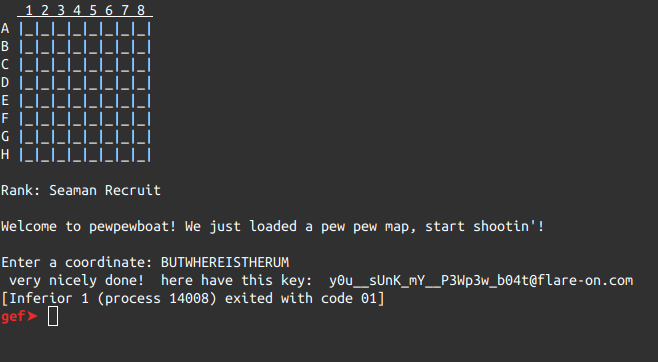 1 2 3 4 5 6 7 8
A |_|_|_|_|_|_|_|_|
B |_|_|_|_|_|_|_|_|
C |_|_|_|_|_|_|_|_|
D |_|_|_|_|_|_|_|_|
E |_|_|_|_|_|_|_|_|
F |_|_|_|_|_|_|_|_|
G |_|_|_|_|_|_|_|_|
H |_|_|_|_|_|_|_|_|
Rank: Seaman Recruit
Welcome to pewpewboat! We just loaded a pew pew map, start shootin'!
Enter a coordinate: BUTWHEREISTHERUM
very nicely done!  here have this key:  y0u__sUnK_mY__P3Wp3w_b04t@flare-on.com
[Inferior 1 (process 14008) exited with code 01]
gef➤